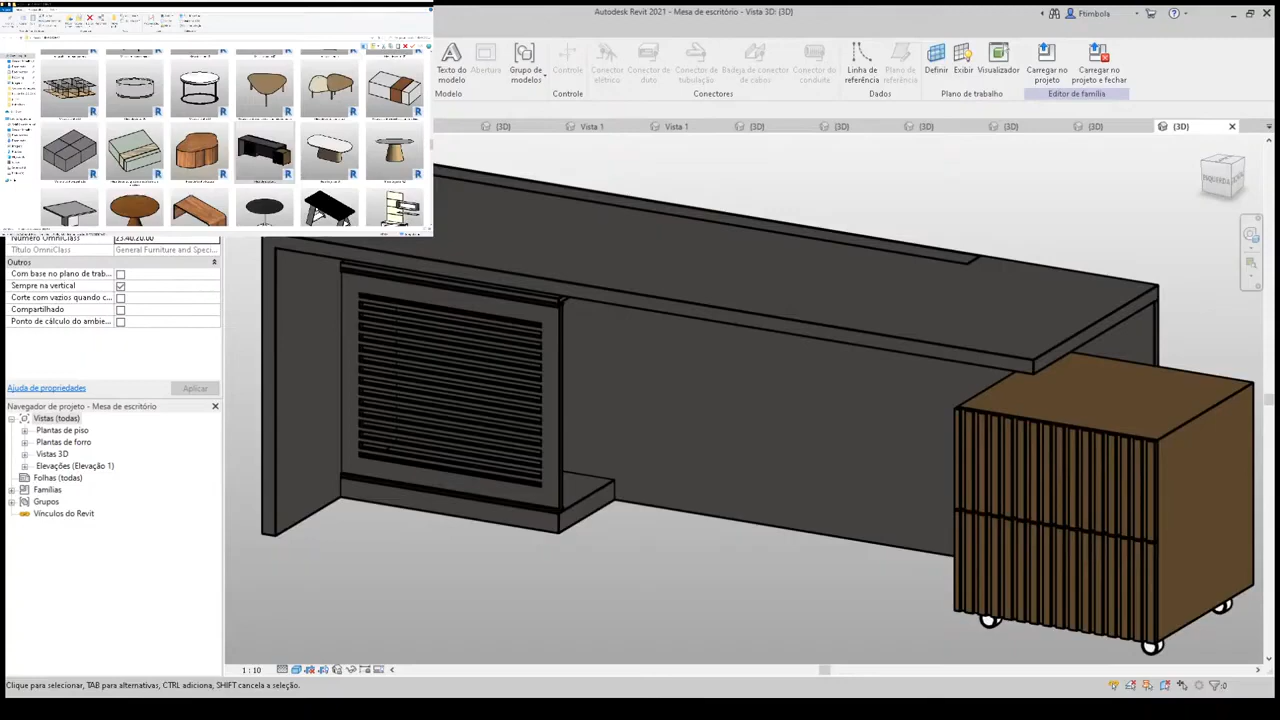 Autodesk Revit 2021 - Mesa de escritório - Vista 3D: (3D)
Ftimbola
Texto do modelo
Abertura
Grupo de modelos
Controle
Conector elétrico
Conector de duto
Conector de tubulação
Badeja de conector de cabos
Conector do conduíte
Linha de referência
Plano de referência
Definir
Exibir
Visualizador
Carregar no projeto
Carregar no projeto e fechar
Modelo
Controle
Conectores
Dados
Plano de trabalho
Editor de família
(3D)
Vista 1
Vista 1
(3D)
(3D)
(3D)
(3D)
(3D)
(3D)
ESQUERDA
Número OmniClass 23.40.20.00
Título OmniClass General Furniture and Speci...
Outros
Com base no plano de trab...
Sempre na vertical
Corte com vazios quando c...
Compartilhado
Ponto de cálculo do ambie...
Ajuda de propriedades
Aplicar
Navegador de projeto - Mesa de escritório
Vistas (todas)
Plantas de piso
Plantas de forro
Vistas 3D
Elevações (Elevação 1)
Folhas (todas)
Famílias
Grupos
Vínculos do Revit
1 : 10
Clique para selecionar, TAB para alternativas, CTRL adiciona, SHIFT cancela a seleção.
:0